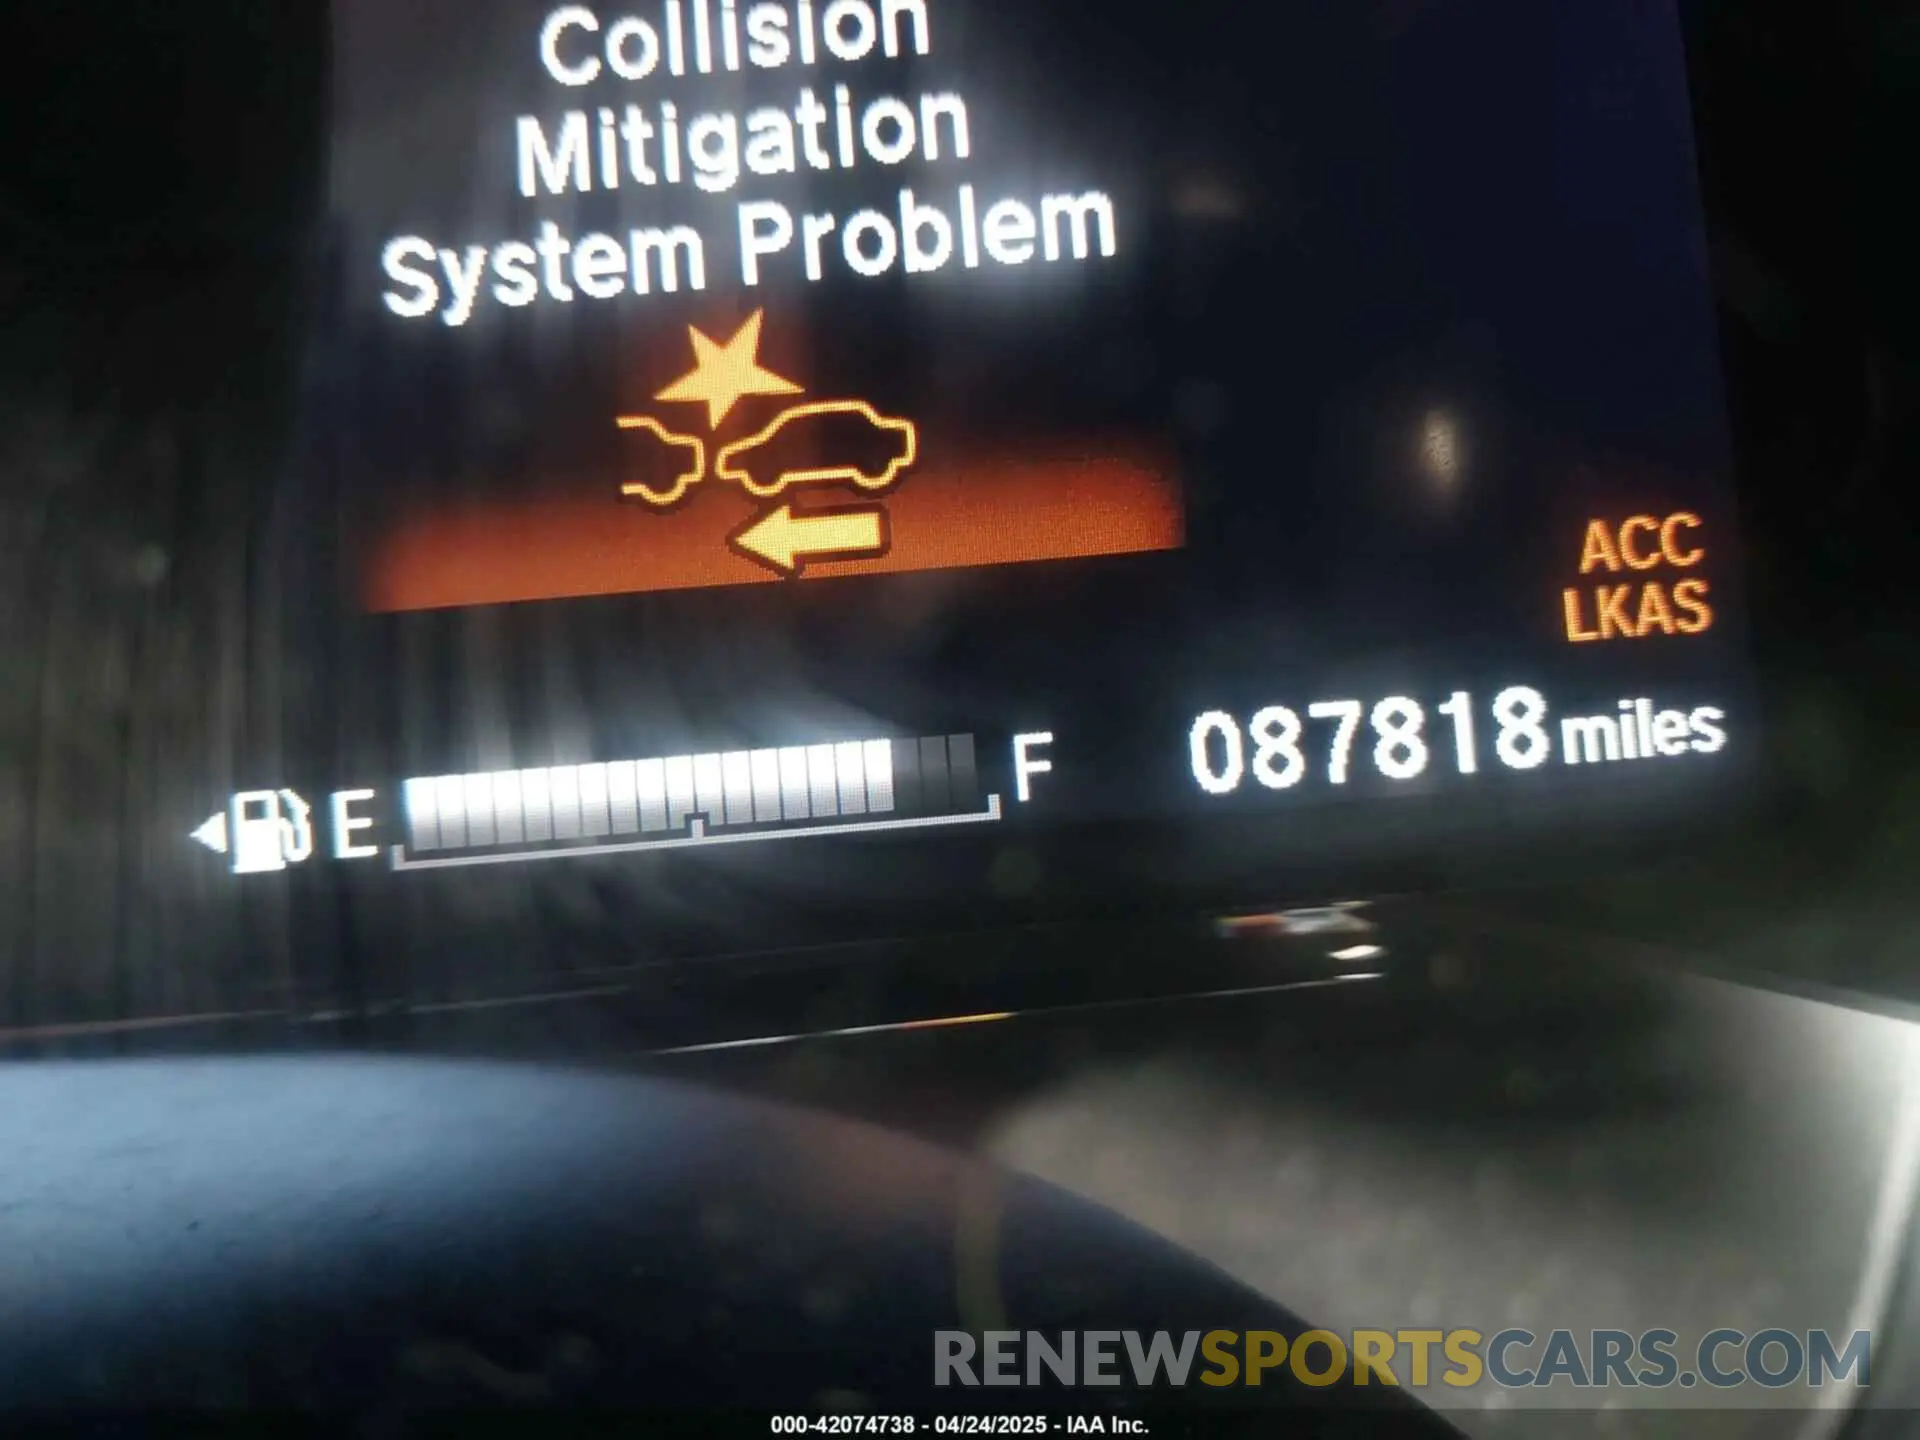 Collision
Mitigation
System Problem
ACC
LKAS
E
F
087818 miles
RENEWSPORTSCARS.COM
000-42074738 - 04/24/2025 - IAA Inc.